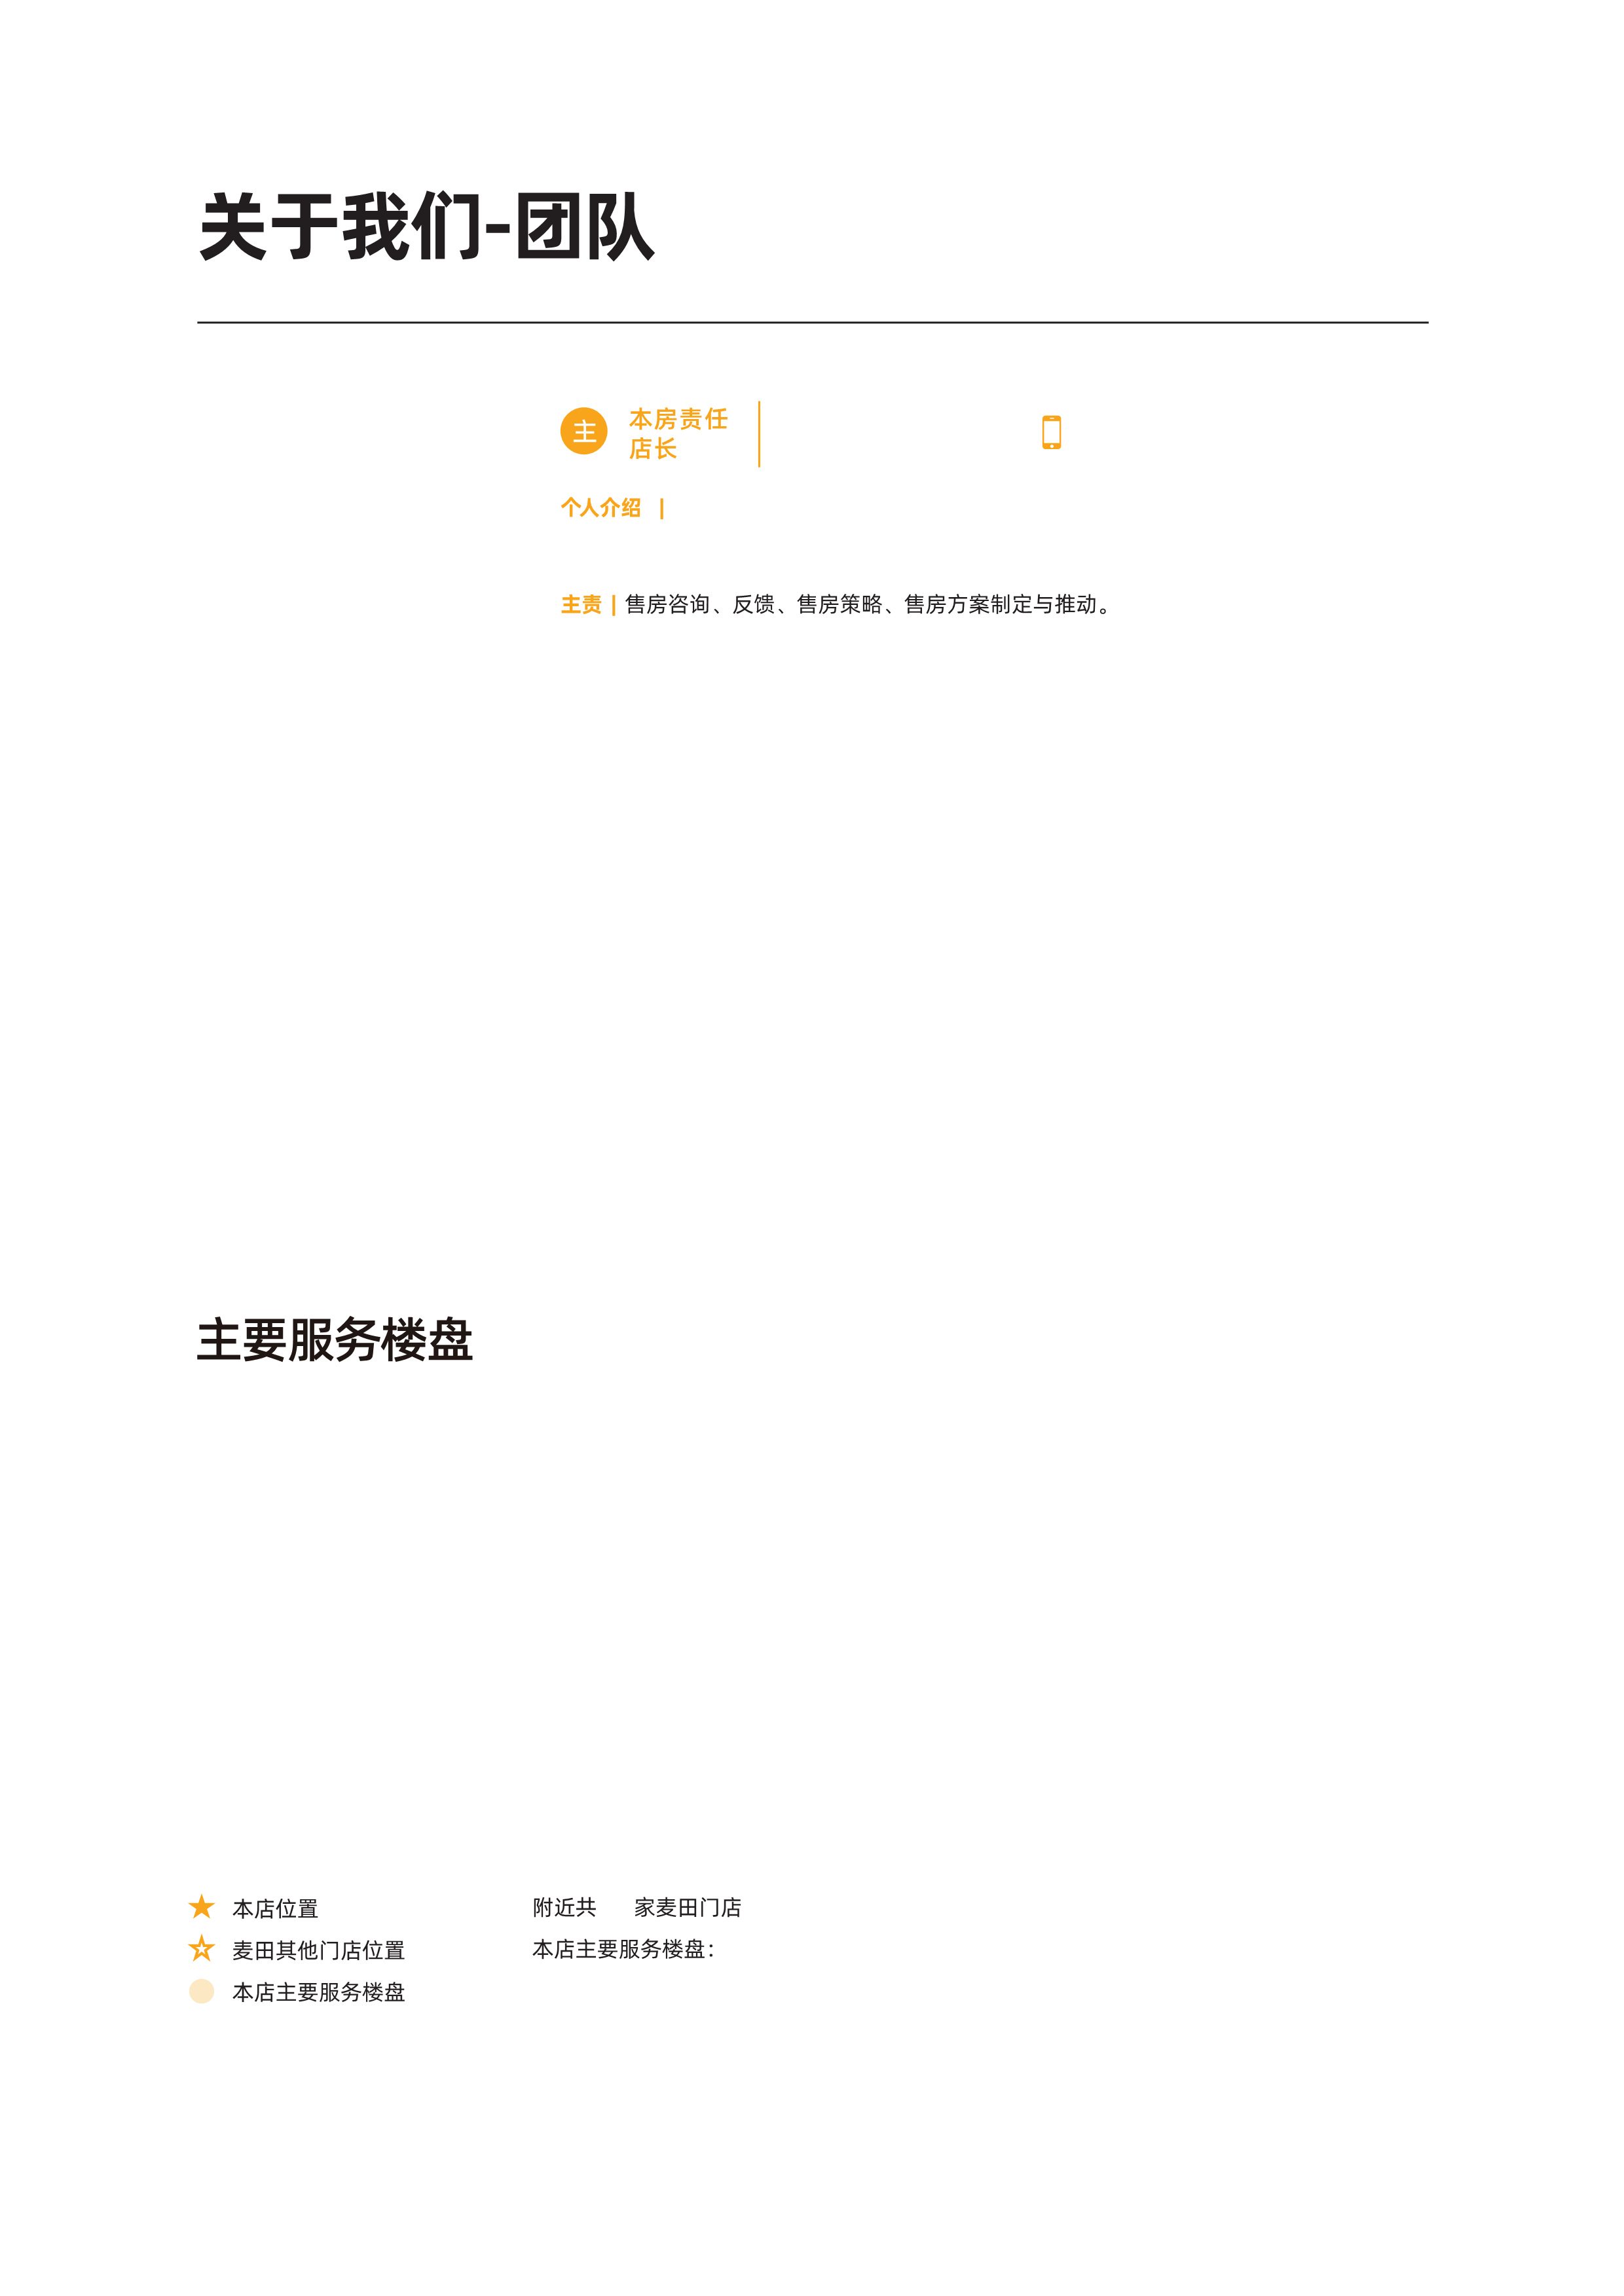 关于我们-团队
主 本房责任
店长
个人介绍 |
主责 | 售房咨询、反馈、售房策略、售房方案制定与推动。
主要服务楼盘
本店位置
麦田其他门店位置
本店主要服务楼盘
附近共 家麦田门店
本店主要服务楼盘：